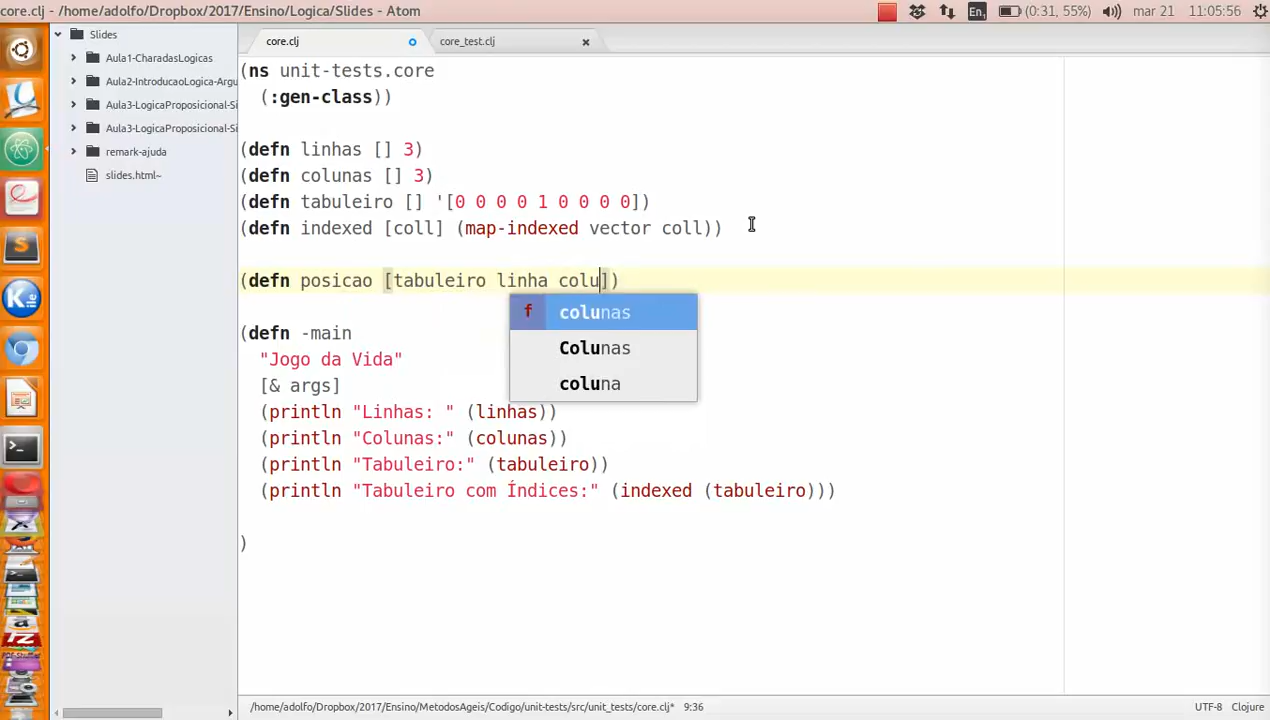 core.clj - /home/adolfo/Dropbox/2017/Ensino/Logica/Slides - Atom
En1
(0:31, 55%)
mar 21
11:05:56
Slides
Aula1-CharadasLogicas
Aula2-IntroducaoLogica-Argu
Aula3-LogicaProposicional-Si
Aula3-LogicaProposicional-Si
remark-ajuda
slides.html~
core.clj
core_test.clj
(ns unit-tests.core
(:gen-class))
(defn linhas [] 3)
(defn colunas [] 3)
(defn tabuleiro [] '[0 0 0 0 1 0 0 0 0])
(defn indexed [coll] (map-indexed vector coll))
(defn posicao [tabuleiro linha colu])
f colunas
Colunas
coluna
(defn -main
"Jogo da Vida"
[& args]
(println "Linhas: " (linhas))
(println "Colunas:" (colunas))
(println "Tabuleiro:" (tabuleiro))
(println "Tabuleiro com Índices:" (indexed (tabuleiro)))
)
/home/adolfo/Dropbox/2017/Ensino/MetodosAgeis/Codigo/unit-tests/src/unit_tests/core.clj*
9:36
UTF-8
Clojure